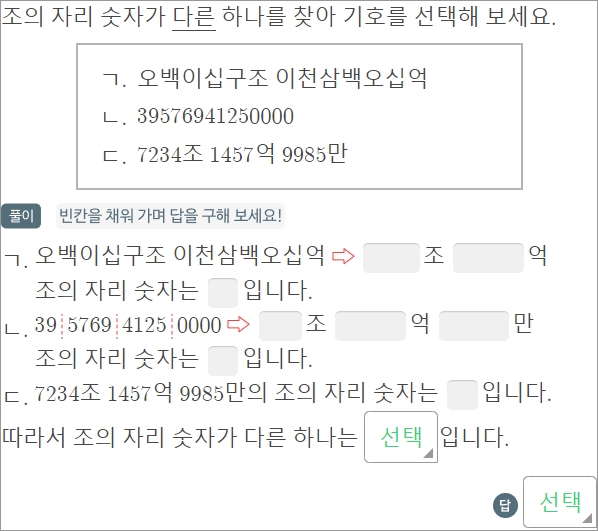 조의 자리 숫자가 다른 하나를 찾아 기호를 선택해 보세요.
ㄱ. 오백이십구조 이천삼백오십억
ㄴ. 39576941250000
ㄷ. 7234조 1457억 9985만
풀이 빈칸을 채워 가며 답을 구해 보세요!
ㄱ. 오백이십구조 이천삼백오십억 ⇨ 조 억
조의 자리 숫자는 입니다.
ㄴ. 39 5769 4125 0000 ⇨ 조 억 만
조의 자리 숫자는 입니다.
ㄷ. 7234조 1457억 9985만의 조의 자리 숫자는 입니다.
따라서 조의 자리 숫자가 다른 하나는 선택 입니다.
답 선택